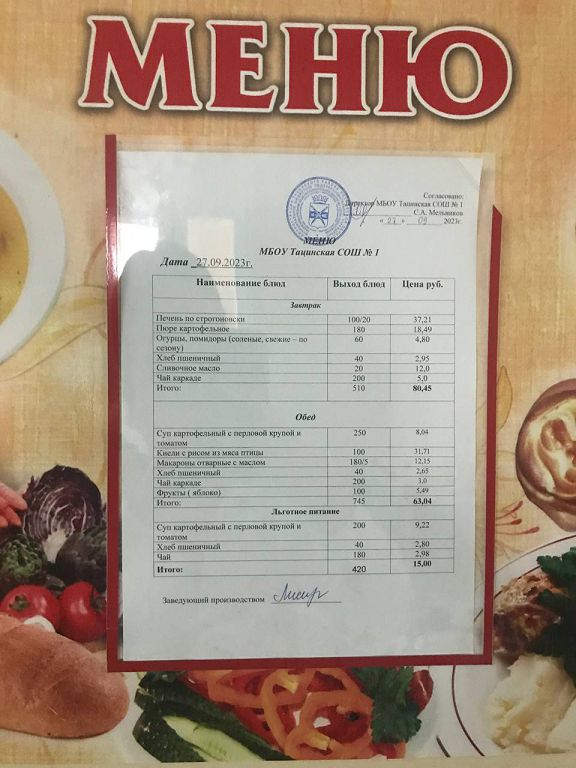 МЕНЮ
Согласовано:
Директор МБОУ Тацинская СОШ № 1
С.А. Мельников
« 27 » 09 2023г.
МЕНЮ
МБОУ Тацинская СОШ № 1
Дата _27.09.2023г.
Наименование блюд Выход блюд Цена руб.
Завтрак
Печень по строгоновски 100/20 37,21
Пюре картофельное 180 18,49
Огурцы, помидоры (соленые, свежие – по 60 4,80
сезону)
Хлеб пшеничный 40 2,95
Сливочное масло 20 12,0
Чай каркаде 200 5,0
Итого: 510 80,45
Обед
Суп картофельный с перловой крупой и 250 8,04
томатом
Кнели с рисом из мяса птицы 100 31,71
Макароны отварные с маслом 180/5 12,15
Хлеб пшеничный 40 2,65
Чай каркаде 200 3,0
Фрукты ( яблоко) 100 5,49
Итого: 745 63,04
Льготное питание
Суп картофельный с перловой крупой и 200 9,22
томатом
Хлеб пшеничный 40 2,80
Чай 180 2,98
Итого: 420 15,00
Заведующий производством